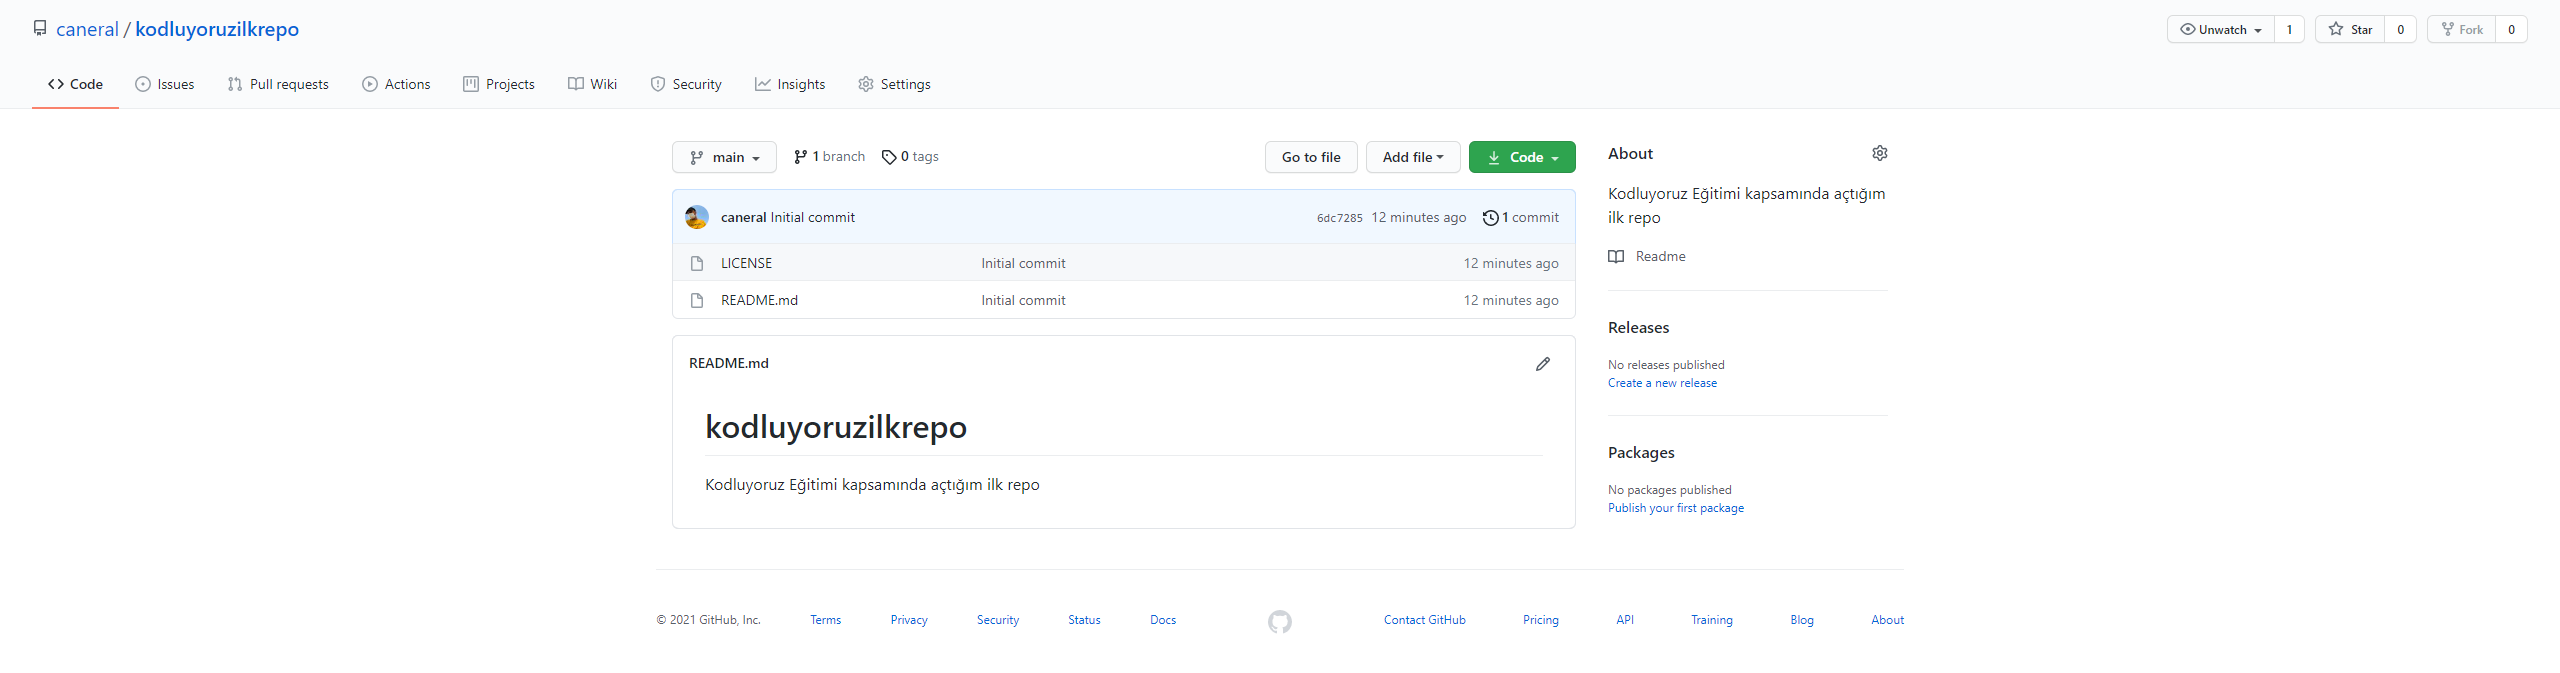 caneral / kodluyoruzilkrepo
Unwatch 1 Star 0 Fork 0
Code Issues Pull requests Actions Projects Wiki Security Insights Settings
main 1 branch 0 tags Go to file Add file Code
caneral Initial commit 6dc7285 12 minutes ago 1 commit
LICENSE Initial commit 12 minutes ago
README.md Initial commit 12 minutes ago
README.md
kodluyoruzilkrepo
Kodluyoruz Eğitimi kapsamında açtığım ilk repo
About
Kodluyoruz Eğitimi kapsamında açtığım
ilk repo
Readme
Releases
No releases published
Create a new release
Packages
No packages published
Publish your first package
© 2021 GitHub, Inc. Terms Privacy Security Status Docs Contact GitHub Pricing API Training Blog About